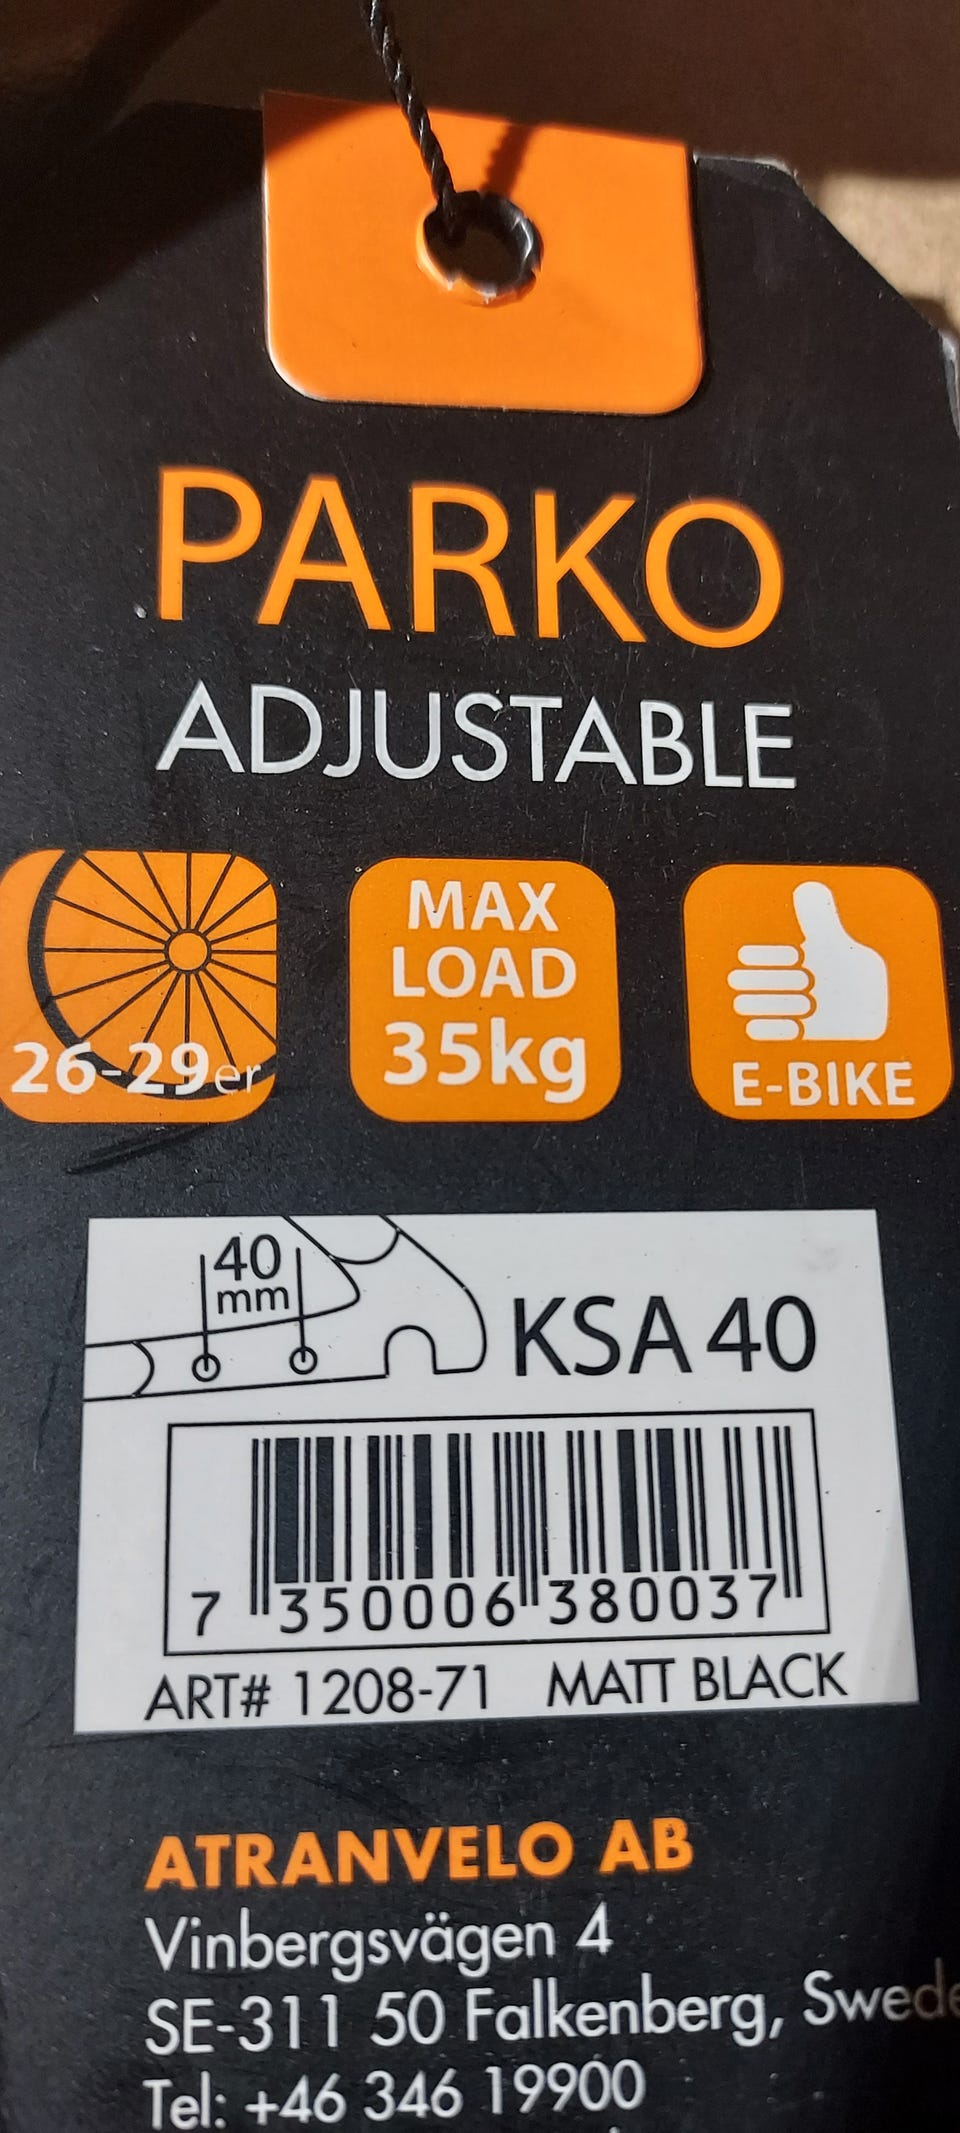 PARKO
ADJUSTABLE
26-29er
MAX
LOAD
35kg
E-BIKE
40
mm
KSA 40
7 350006 380037
ART# 1208-71 MATT BLACK
ATRANVELO AB
Vinbergsvägen 4
SE-311 50 Falkenberg, Swede
Tel: +46 346 19900